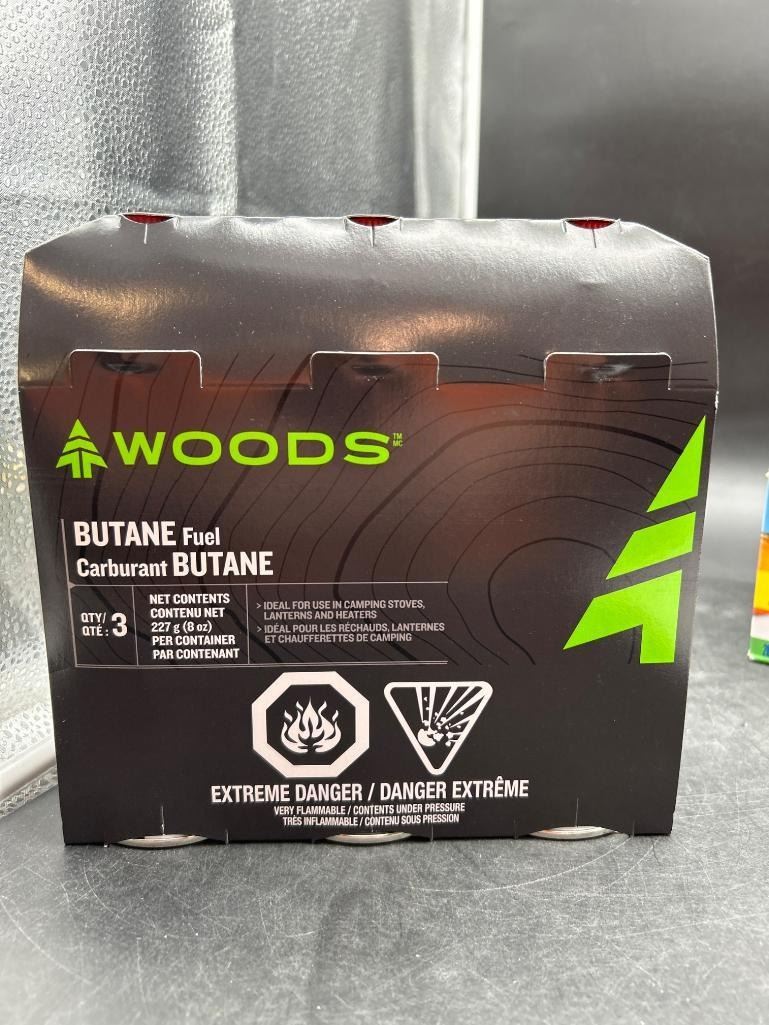 WOODS TM MC
BUTANE Fuel
Carburant BUTANE
QTY/
QTÉ : 3
NET CONTENTS
CONTENU NET
227 g (8 oz)
PER CONTAINER
PAR CONTENANT
> IDEAL FOR USE IN CAMPING STOVES,
LANTERNS AND HEATERS
> IDÉAL POUR LES RÉCHAUDS, LANTERNES
ET CHAUFFERETTES DE CAMPING
EXTREME DANGER / DANGER EXTRÊME
VERY FLAMMABLE / CONTENTS UNDER PRESSURE
TRÈS INFLAMMABLE / CONTENU SOUS PRESSION